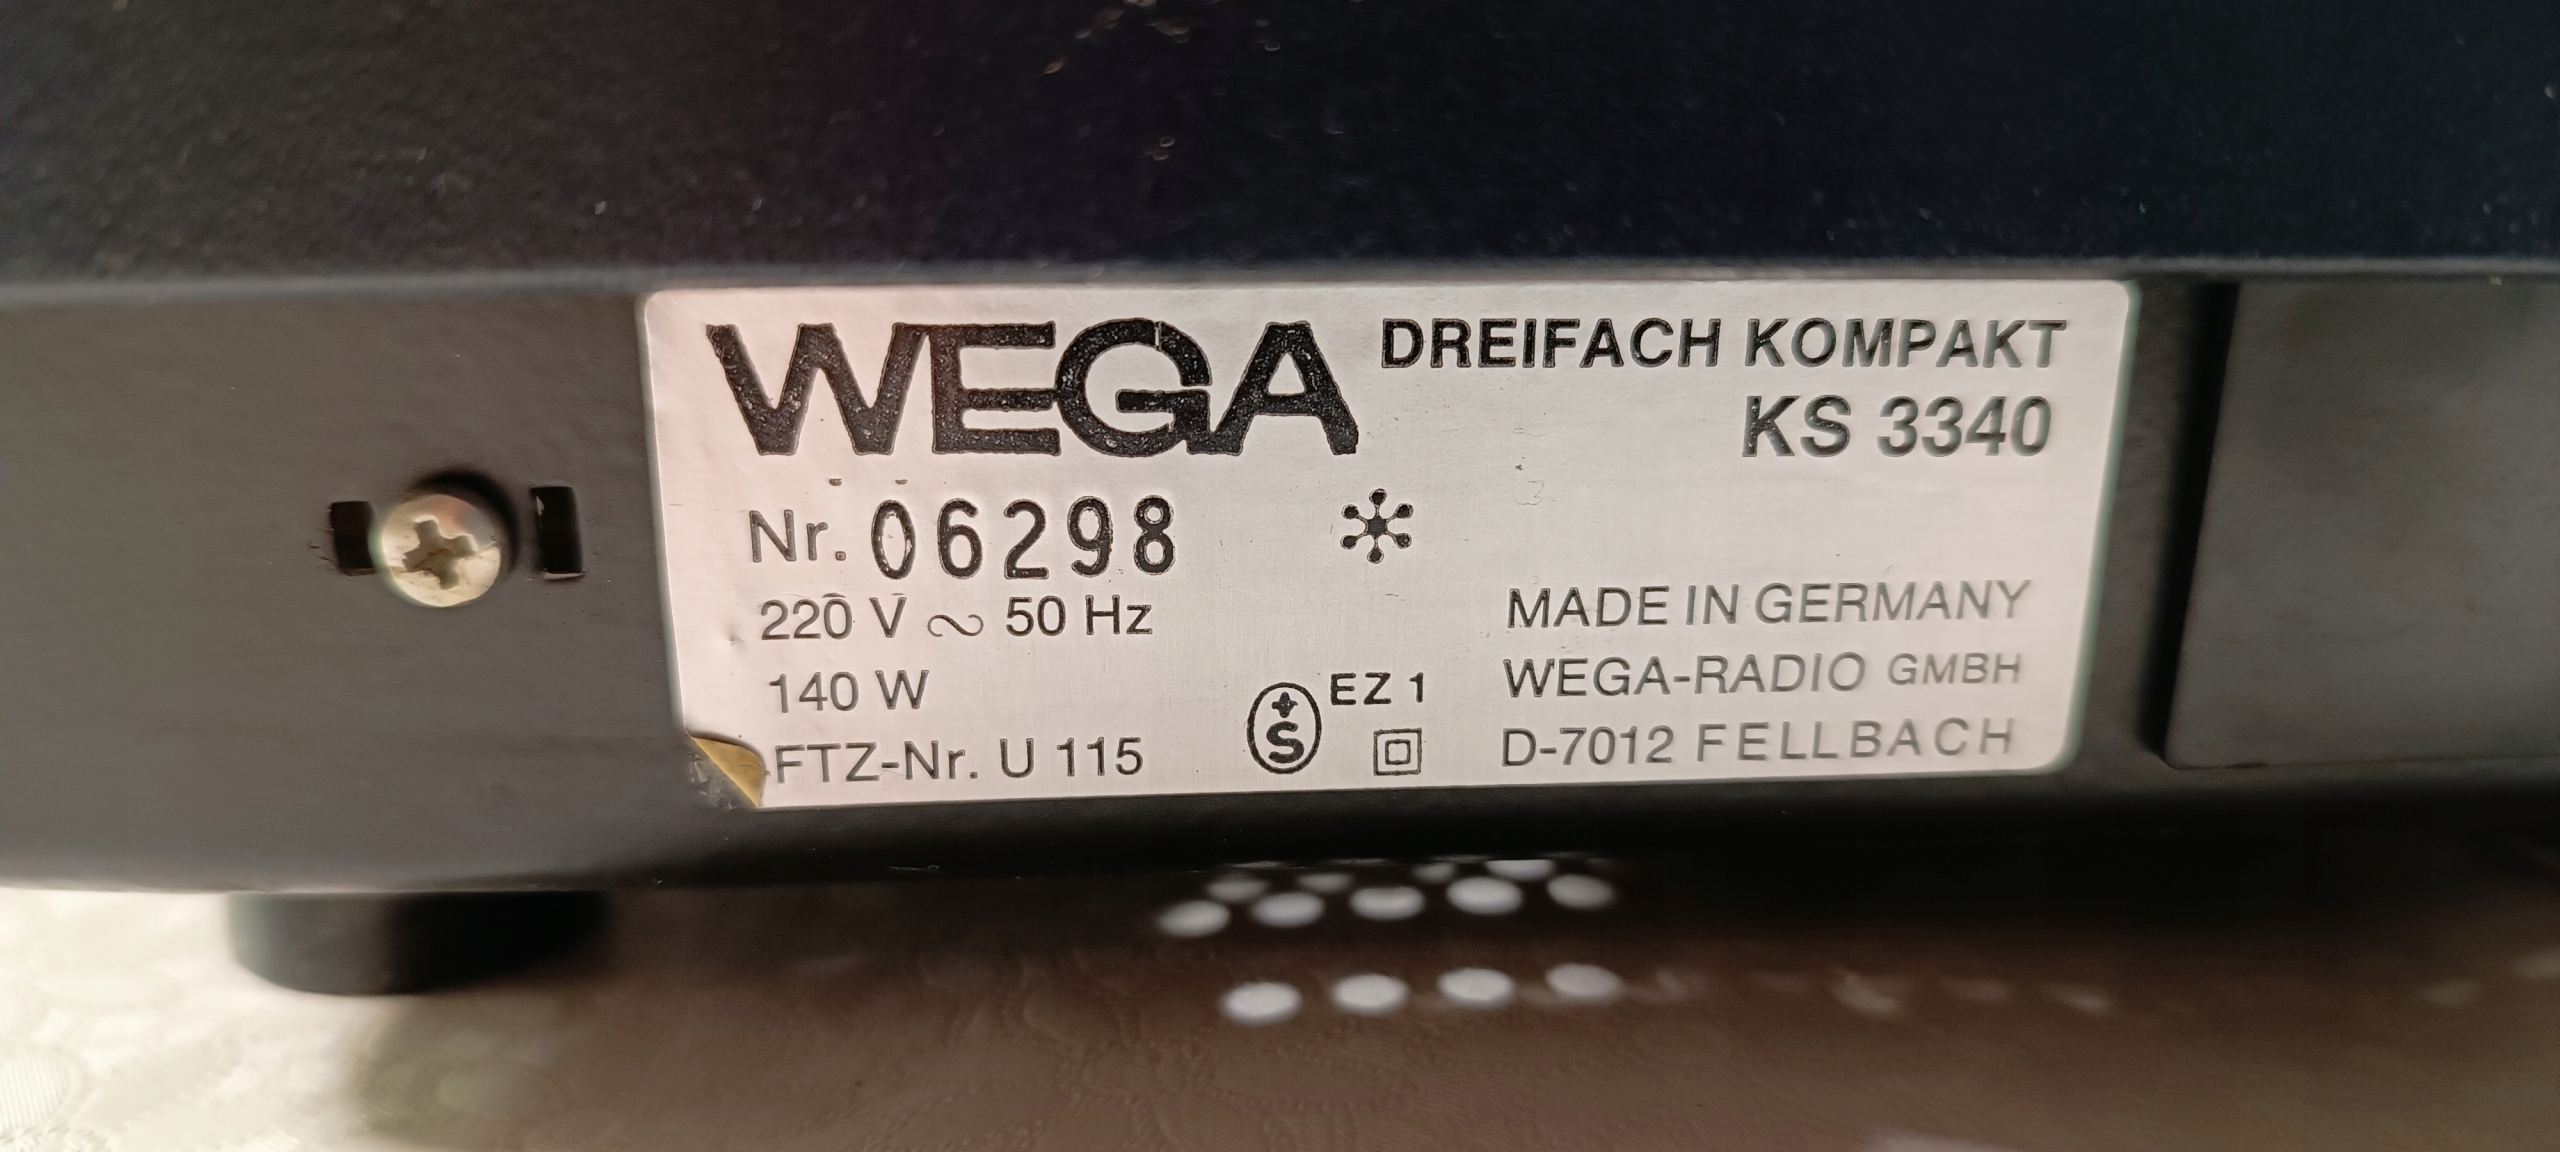 WEGA DREIFACH KOMPAKT
KS 3340
Nr. 06298
220 V ~ 50 Hz
140 W
FTZ-Nr. U 115
+
S
EZ 1
MADE IN GERMANY
WEGA-RADIO GMBH
D-7012 FELLBACH